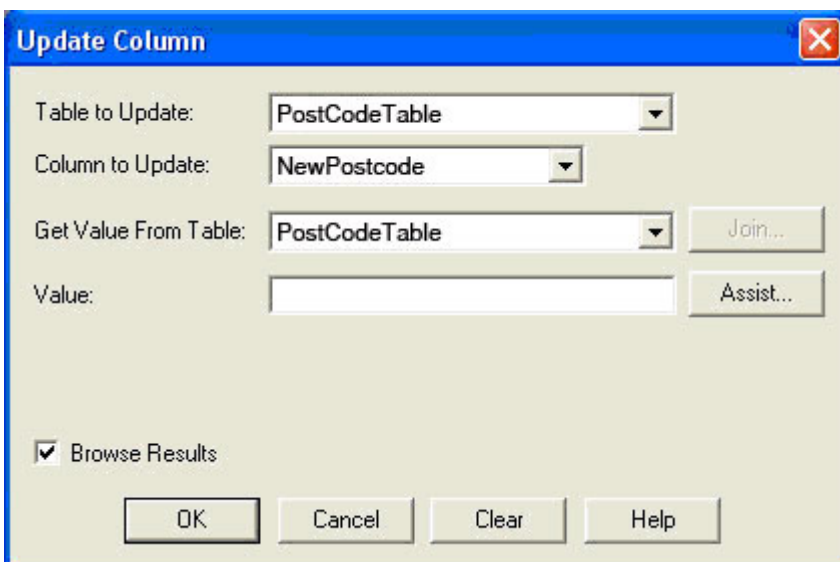 Update Column
Table to Update: PostCodeTable
Column to Update: NewPostcode
Get Value From Table: PostCodeTable Join...
Value: Assist...
Browse Results
OK Cancel Clear Help